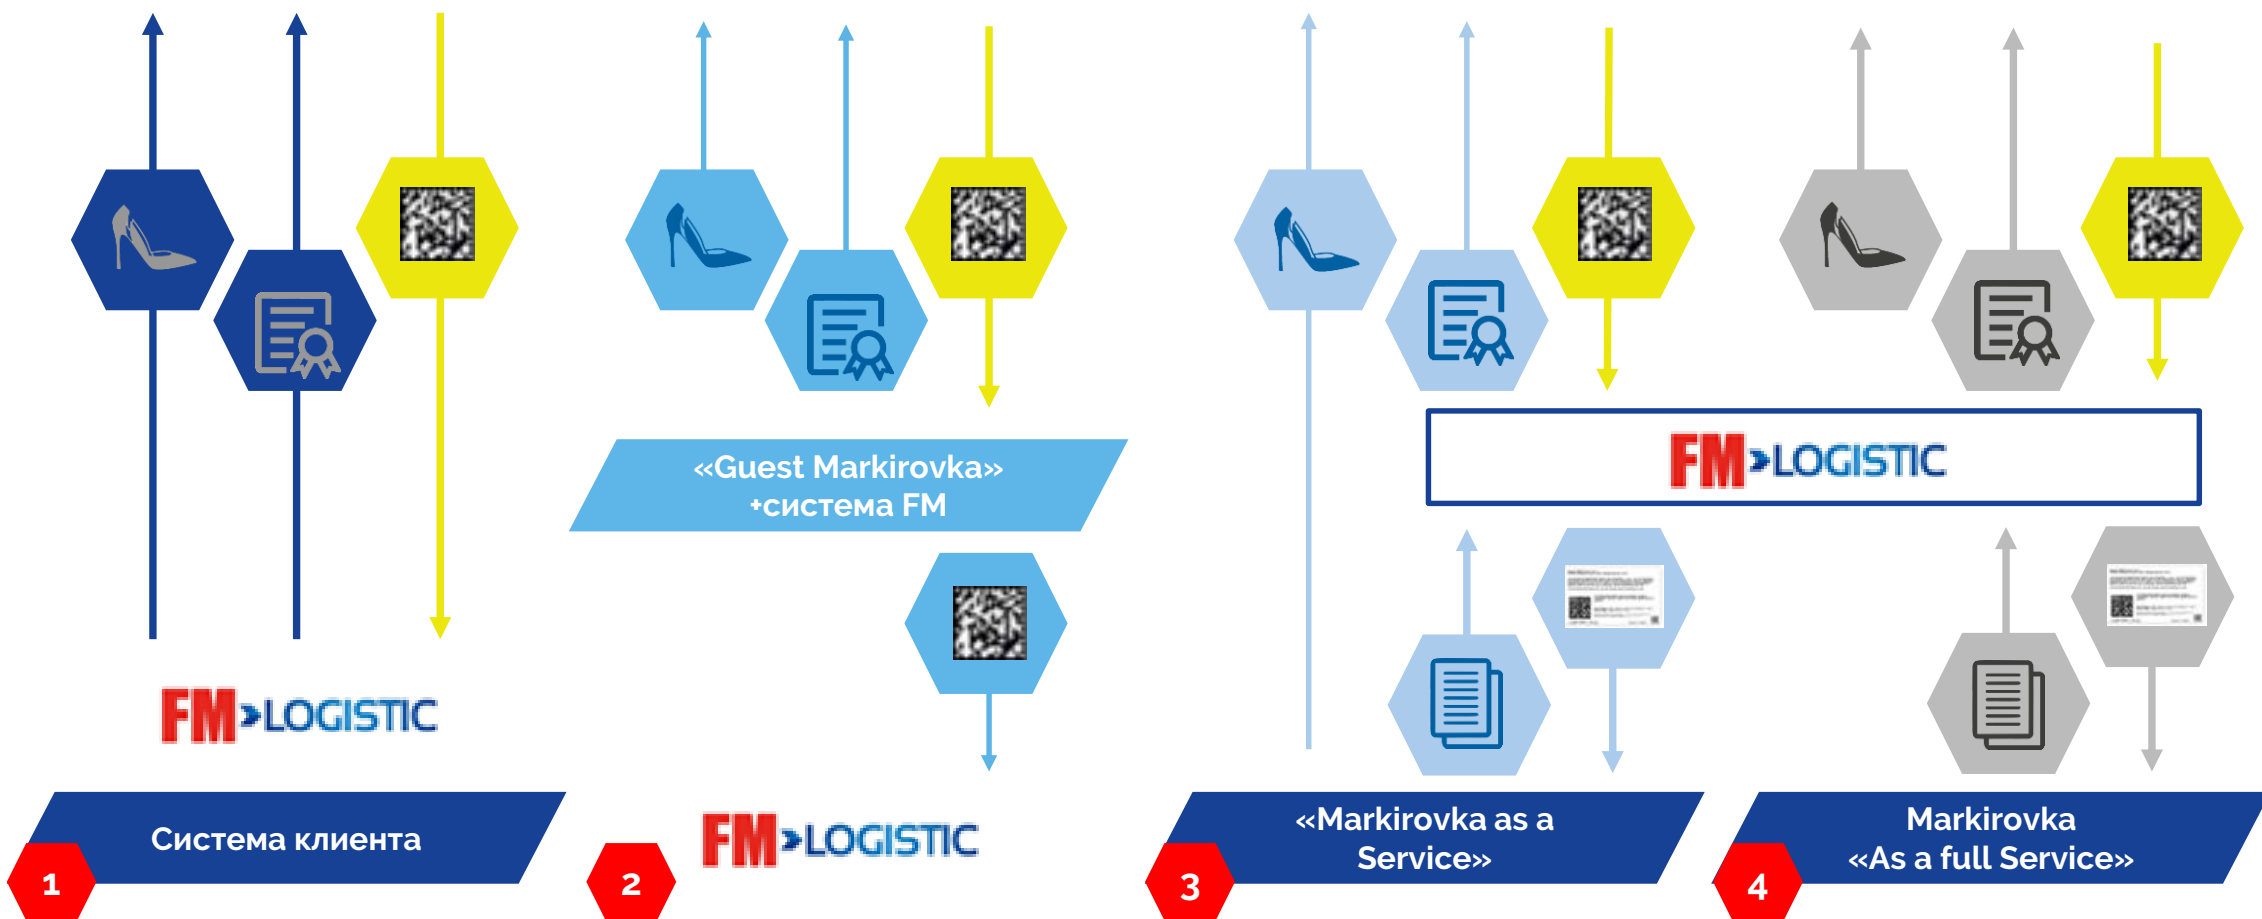 FM LOGISTIC
Система клиента
1
«Guest Markirovka»
+система FM
FM LOGISTIC
2
FM LOGISTIC
«Markirovka as a
Service»
3
Markirovka
«As a full Service»
4